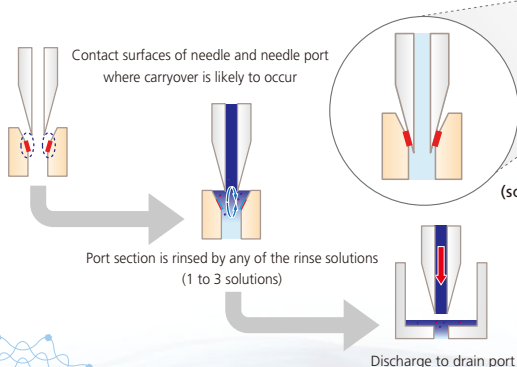 Contact surfaces of needle and needle port
where carryover is likely to occur
Port section is rinsed by any of the rinse solutions
(1 to 3 solutions)
Discharge to drain port